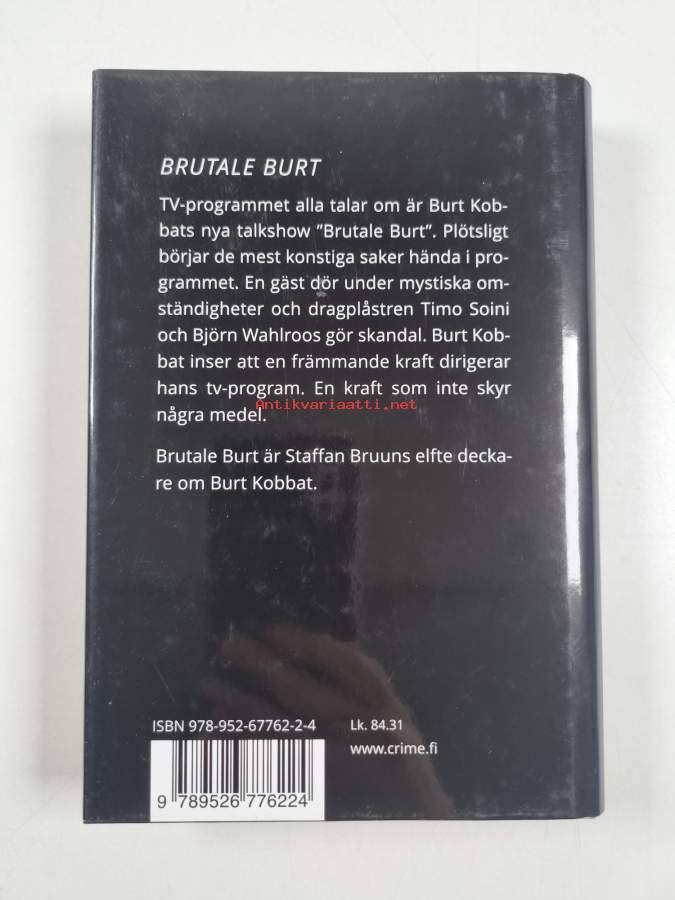 BRUTALE BURT
TV-programmet alla talar om är Burt Kob-
bats nya talkshow ”Brutale Burt”. Plötsligt
börjar de mest konstiga saker hända i pro-
grammet. En gäst dör under mystiska om-
ständigheter och dragplåstren Timo Soini
och Björn Wahlroos gör skandal. Burt Kob-
bat inser att en främmande kraft dirigerar
hans tv-program. En kraft som inte skyr
Antikvariaatti.net
några medel.
Brutale Burt är Staffan Bruuns elfte decka-
re om Burt Kobbat.
ISBN 978-952-67762-2-4
Lk. 84.31
www.crime.fi
9 789526 776224